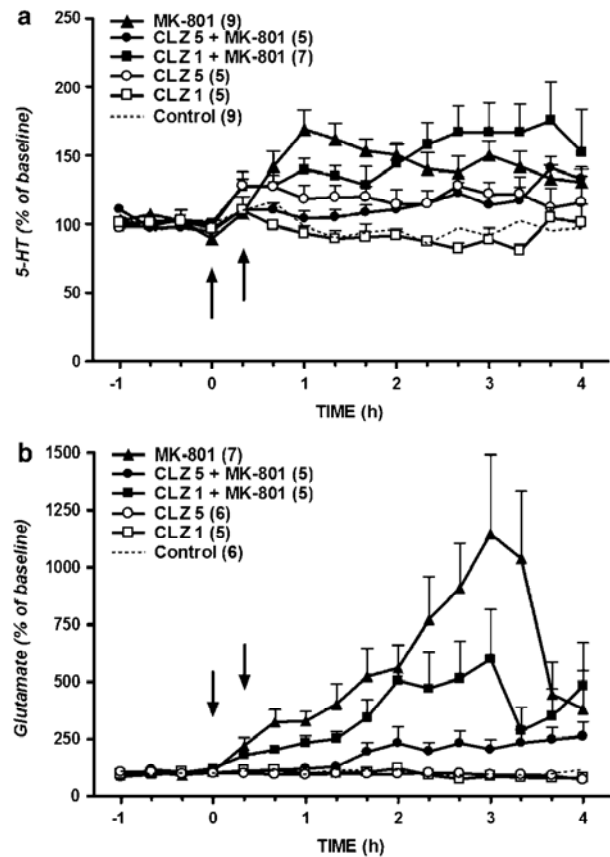 a
MK-801 (9)
CLZ 5 + MK-801 (5)
CLZ 1 + MK-801 (7)
CLZ 5 (5)
CLZ 1 (5)
Control (9)
5-HT (% of baseline)
250
200
150
100
50
0
-1
0
1
2
3
4
TIME (h)
b
MK-801 (7)
CLZ 5 + MK-801 (5)
CLZ 1 + MK-801 (5)
CLZ 5 (6)
CLZ 1 (5)
Control (6)
Glutamate (% of baseline)
1500
1250
1000
750
500
250
0
-1
0
1
2
3
4
TIME (h)